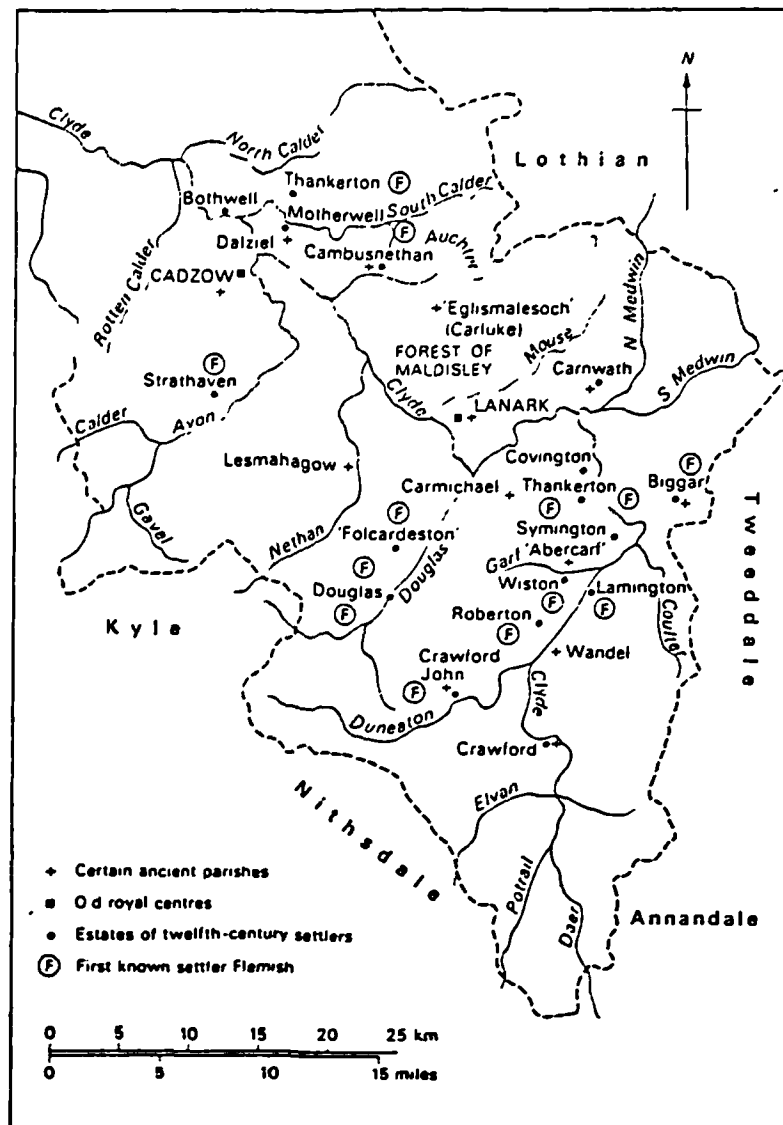 N
Clyde
North Calder
Lothian
Thankerton F
Bothwell
Motherwell South Calder
F
Dalziel
Auchter
Cambusnethan
CADZOW
Rotten Calder
'Eglismalesoch'
(Carluke)
N Medwin
FOREST OF
MALDISLEY
Mouse
F
Strathaven
Carnwath
S Medwin
Clyde
LANARK
Calder
Avon
Covington
Lesmahagow
F
Carmichael
Thankerton F
Biggar
F
F
Symington
Gavel
Nethan
'Folcardeston'
Douglas
Garf
'Abercarf'
F
Wiston
Tweeddale
Douglas
Lamington
F
F
Roberton
F
F
Coulter
Kyle
Wandel
Crawford
John
F
Clyde
Duneaton
Crawford
Nithsdale
Elvan
Potrail
Daer
Annandale
Certain ancient parishes
O d royal centres
Estates of twelfth-century settlers
F First known settler Flemish
0 5 10 15 20 25 km
0 5 10 15 miles